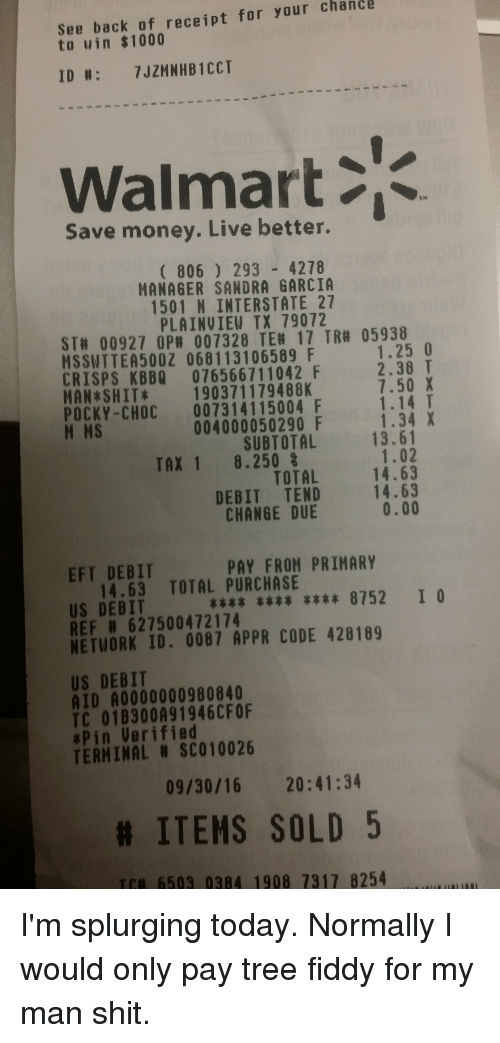 See back of receipt for your chance
to win $1000
ID #: 7JZMNHB1CCT
Walmart
Save money. Live better.
( 806 ) 293 - 4278
MANAGER SANDRA GARCIA
1501 N INTERSTATE 27
PLAINVIEW TX 79072
ST# 00927 OP# 007328 TE# 17 TR# 05938
MSSWTTEA50OZ 068113106589 F 1.25 O
CRISPS KBBQ 076566711042 F 2.38 T
MAN*SHIT* 190371179488K 7.50 X
POCKY-CHOC 007314115004 F 1.14 T
M MS 004000050290 F 1.34 X
SUBTOTAL 13.61
TAX 1 8.250 % 1.02
TOTAL 14.63
DEBIT TEND 14.63
CHANGE DUE 0.00
EFT DEBIT PAY FROM PRIMARY
14.63 TOTAL PURCHASE
US DEBIT **** **** **** 8752 I 0
REF # 627500472174
NETWORK ID. 0087 APPR CODE 428189
US DEBIT
AID A0000000980840
TC 01B300A91946CF0F
*Pin Verified
TERMINAL # SC010026
09/30/16 20:41:34
# ITEMS SOLD 5
TC# 6503 0384 1908 7317 8254
I'm splurging today. Normally I
would only pay tree fiddy for my
man shit.